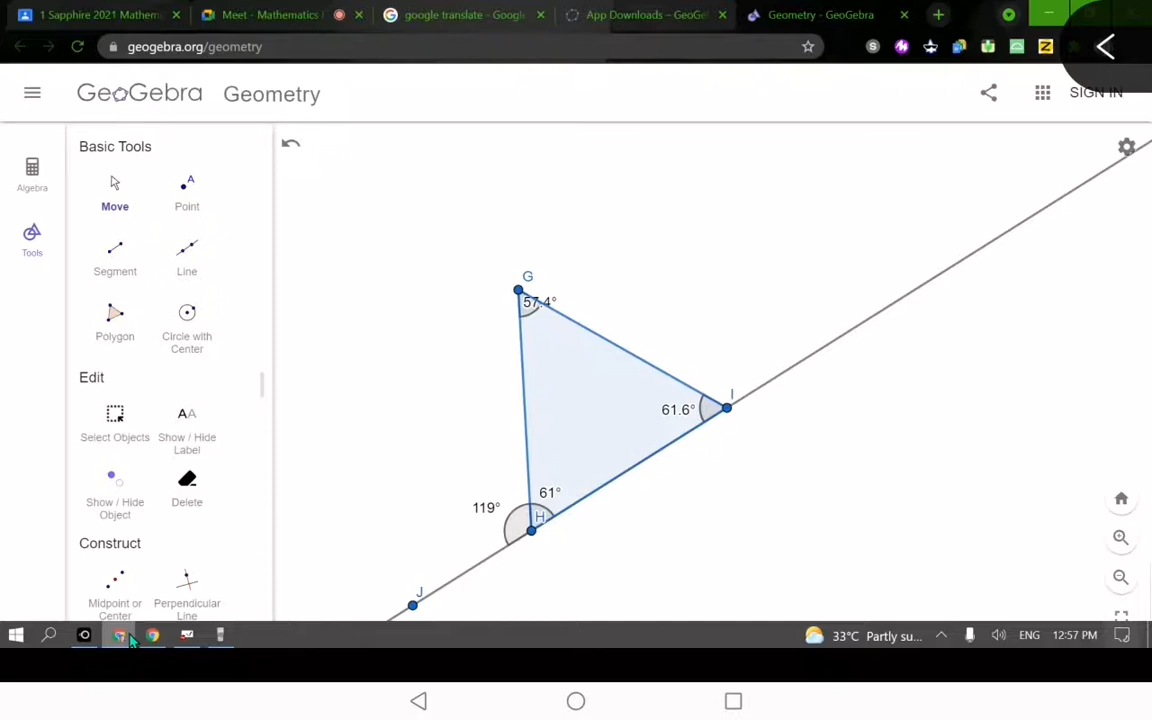 1 Sapphire 2021 Mathem
Meet - Mathematics
google translate - Google
App Downloads – GeoGe
Geometry - GeoGebra
geogebra.org/geometry
GeoGebra Geometry
SIGN IN
Algebra
Tools
Basic Tools
Move
Point
Segment
Line
Polygon
Circle with
Center
Edit
Select Objects
AA
Show / Hide
Label
Show / Hide
Object
Delete
Construct
Midpoint or
Center
Perpendicular
Line
A
G
57.4°
I
61.6°
61°
119°
H
J
33°C Partly su...
ENG
12:57 PM